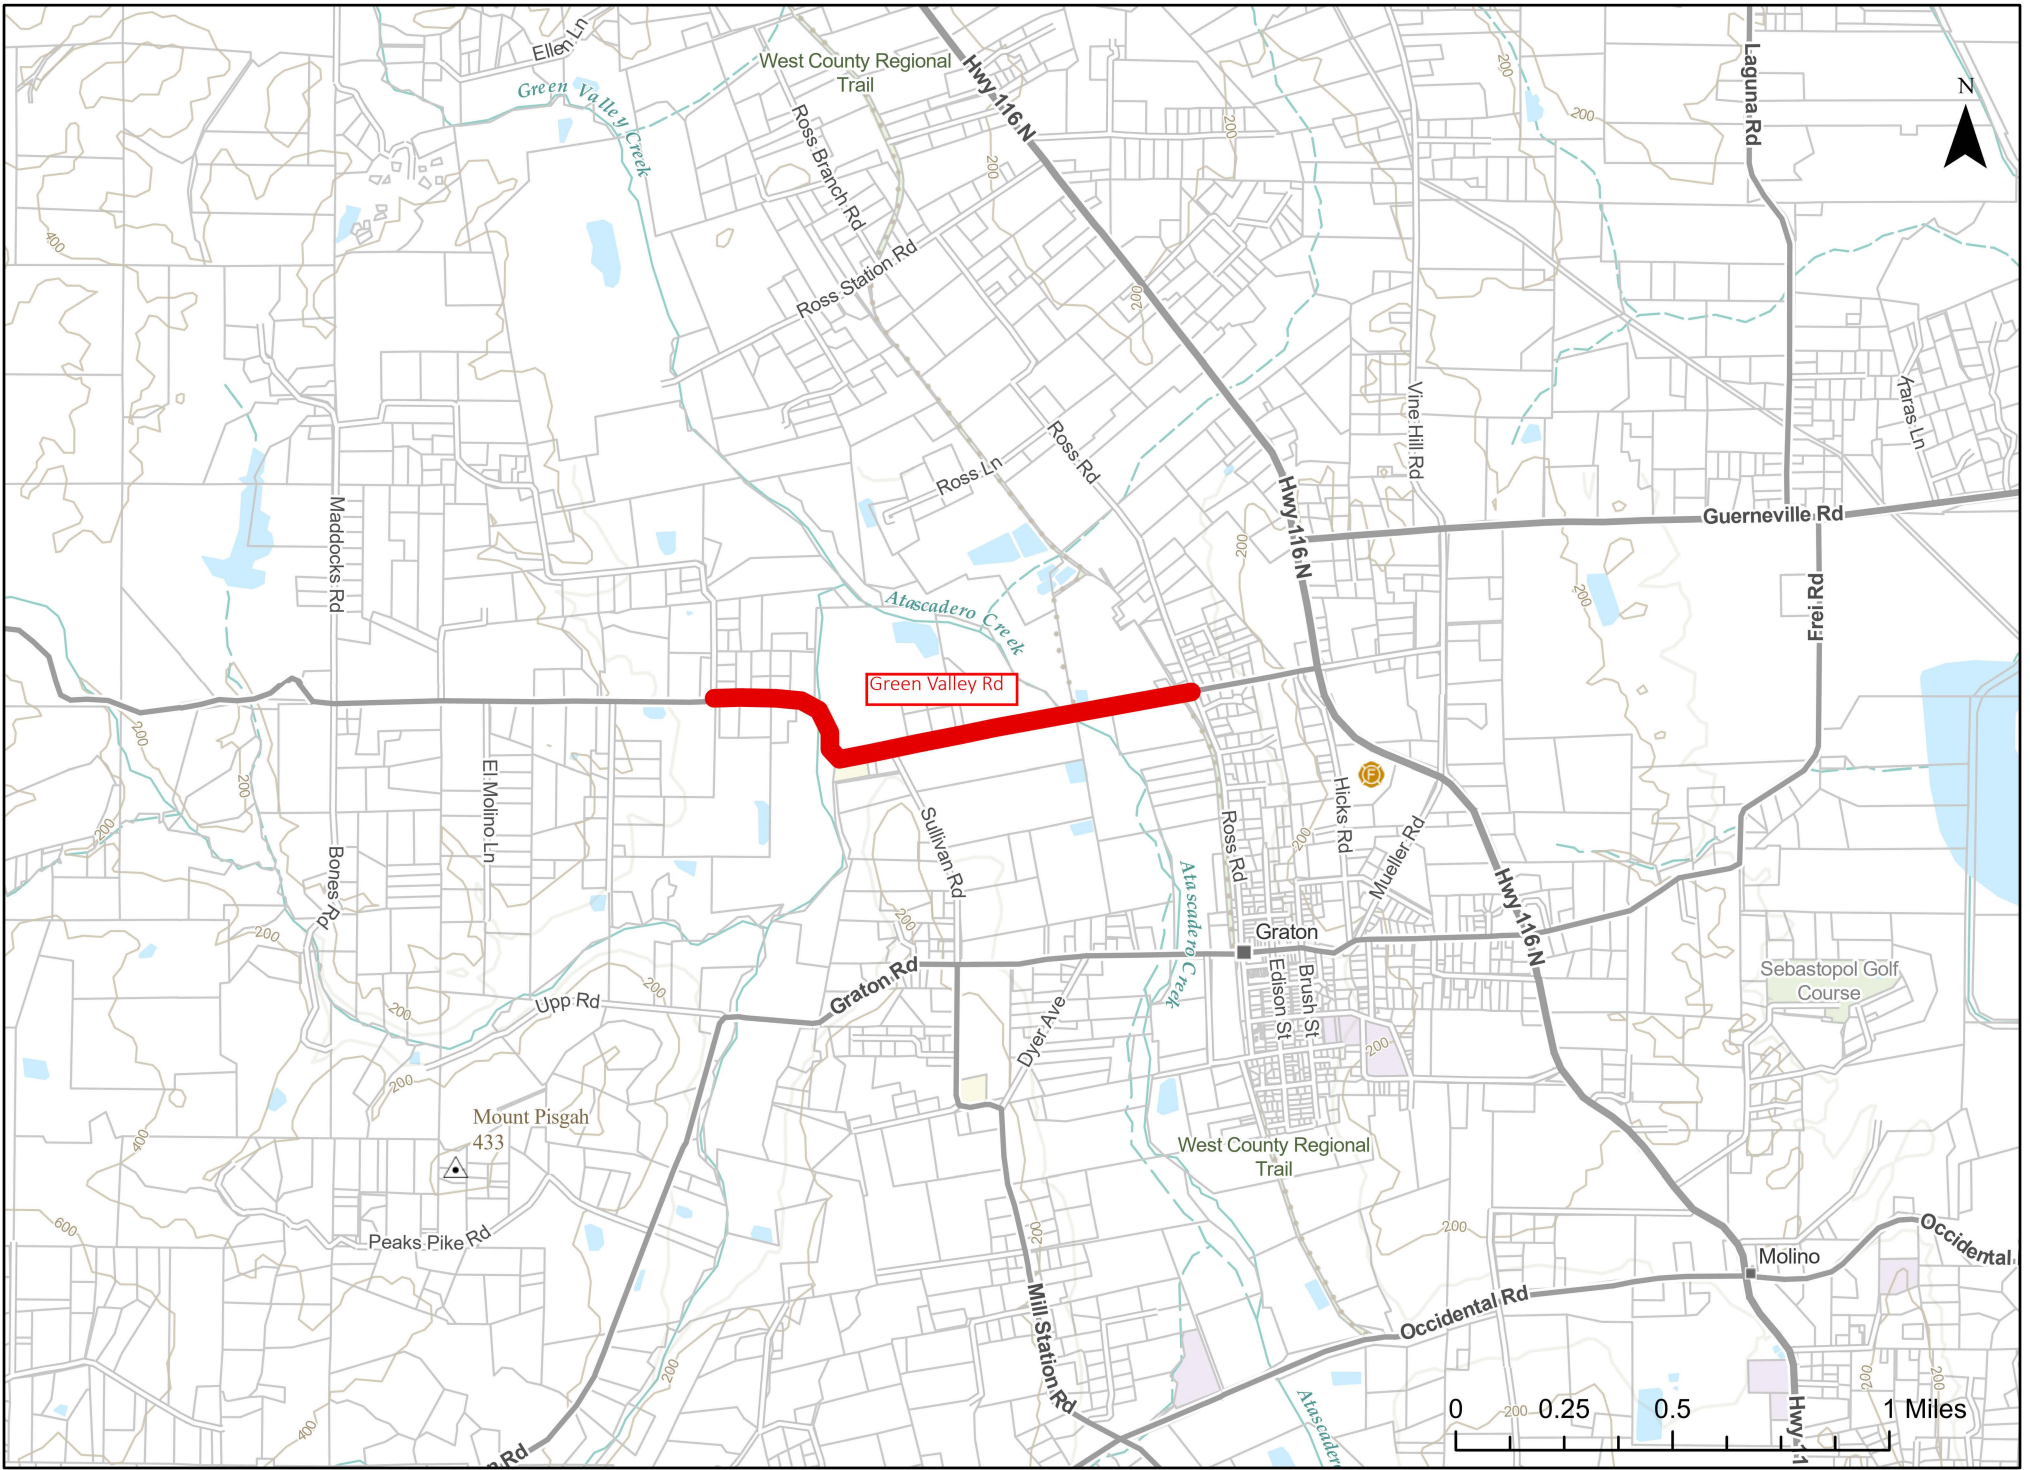 Ellen Ln
West County Regional
Trail
Hwy 116 N
Laguna Rd
N
Green Valley Creek
Ross Branch Rd
200
200
200
200
400
Ross Station Rd
200
Vine Hill Rd
Taras Ln
Ross Rd
Ross Ln
Maddocks Rd
Hwy 116 N
Guerneville Rd
200
200
Frei Rd
Atascadero Creek
Green Valley Rd
200
200
200
El Molino Ln
Hicks Rd
F
Sullivan Rd
Ross Rd
200
Mueller Rd
Bones Rd
Atascadero Creek
Hwy 116 N
200
200
Graton
Graton Rd
Edison St
Brush St
Sebastopol Golf
Course
Upp Rd
200
200
Dyer Ave
200
200
Mount Pisgah
433
400
West County Regional
Trail
600
Peaks Pike Rd
200
200
Occidental
Molino
Mill Station Rd
Occidental Rd
200
200
200
400
Atascadero
Hwy 11
0 0.25 0.5 1 Miles
200
n Rd